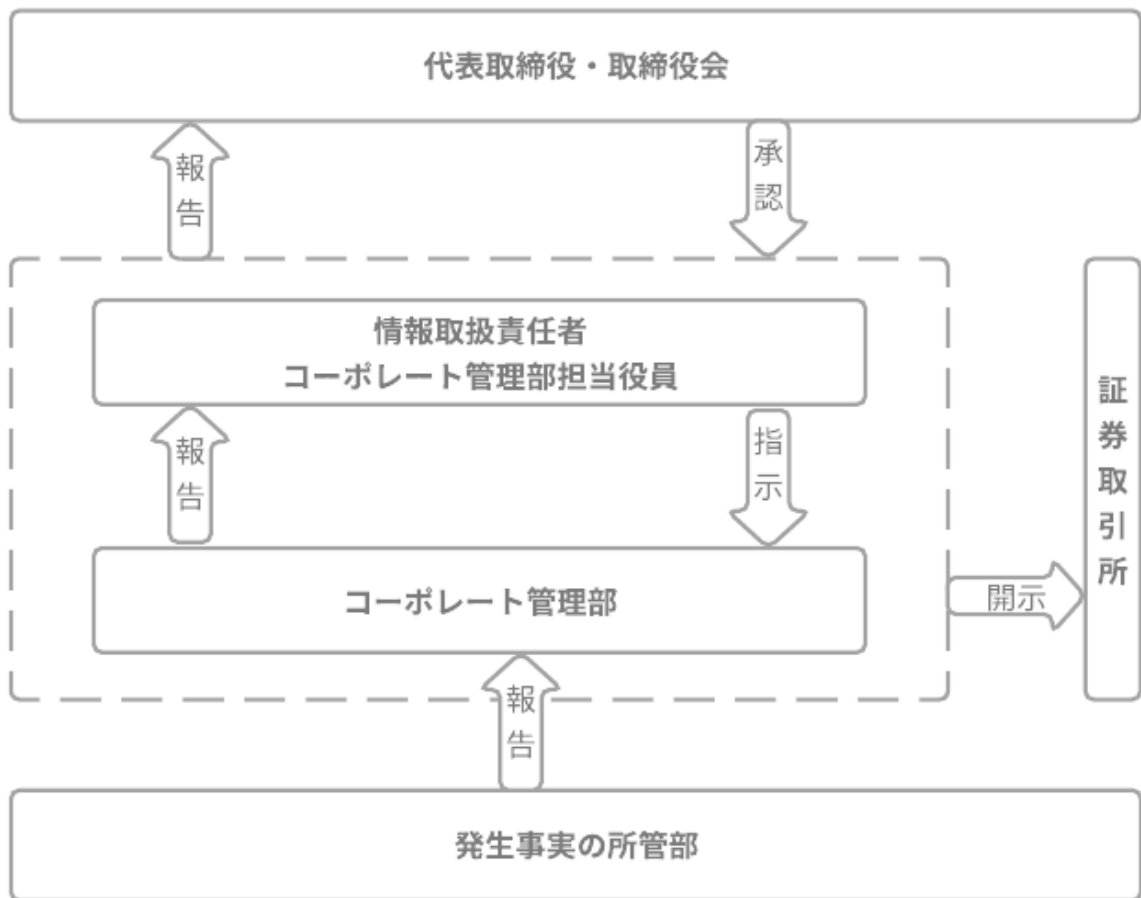 代表取締役・取締役会
報告
承認
情報取扱責任者
コーポレート管理部担当役員
報告
指示
証券取引所
コーポレート管理部
開示
報告
発生事実の所管部